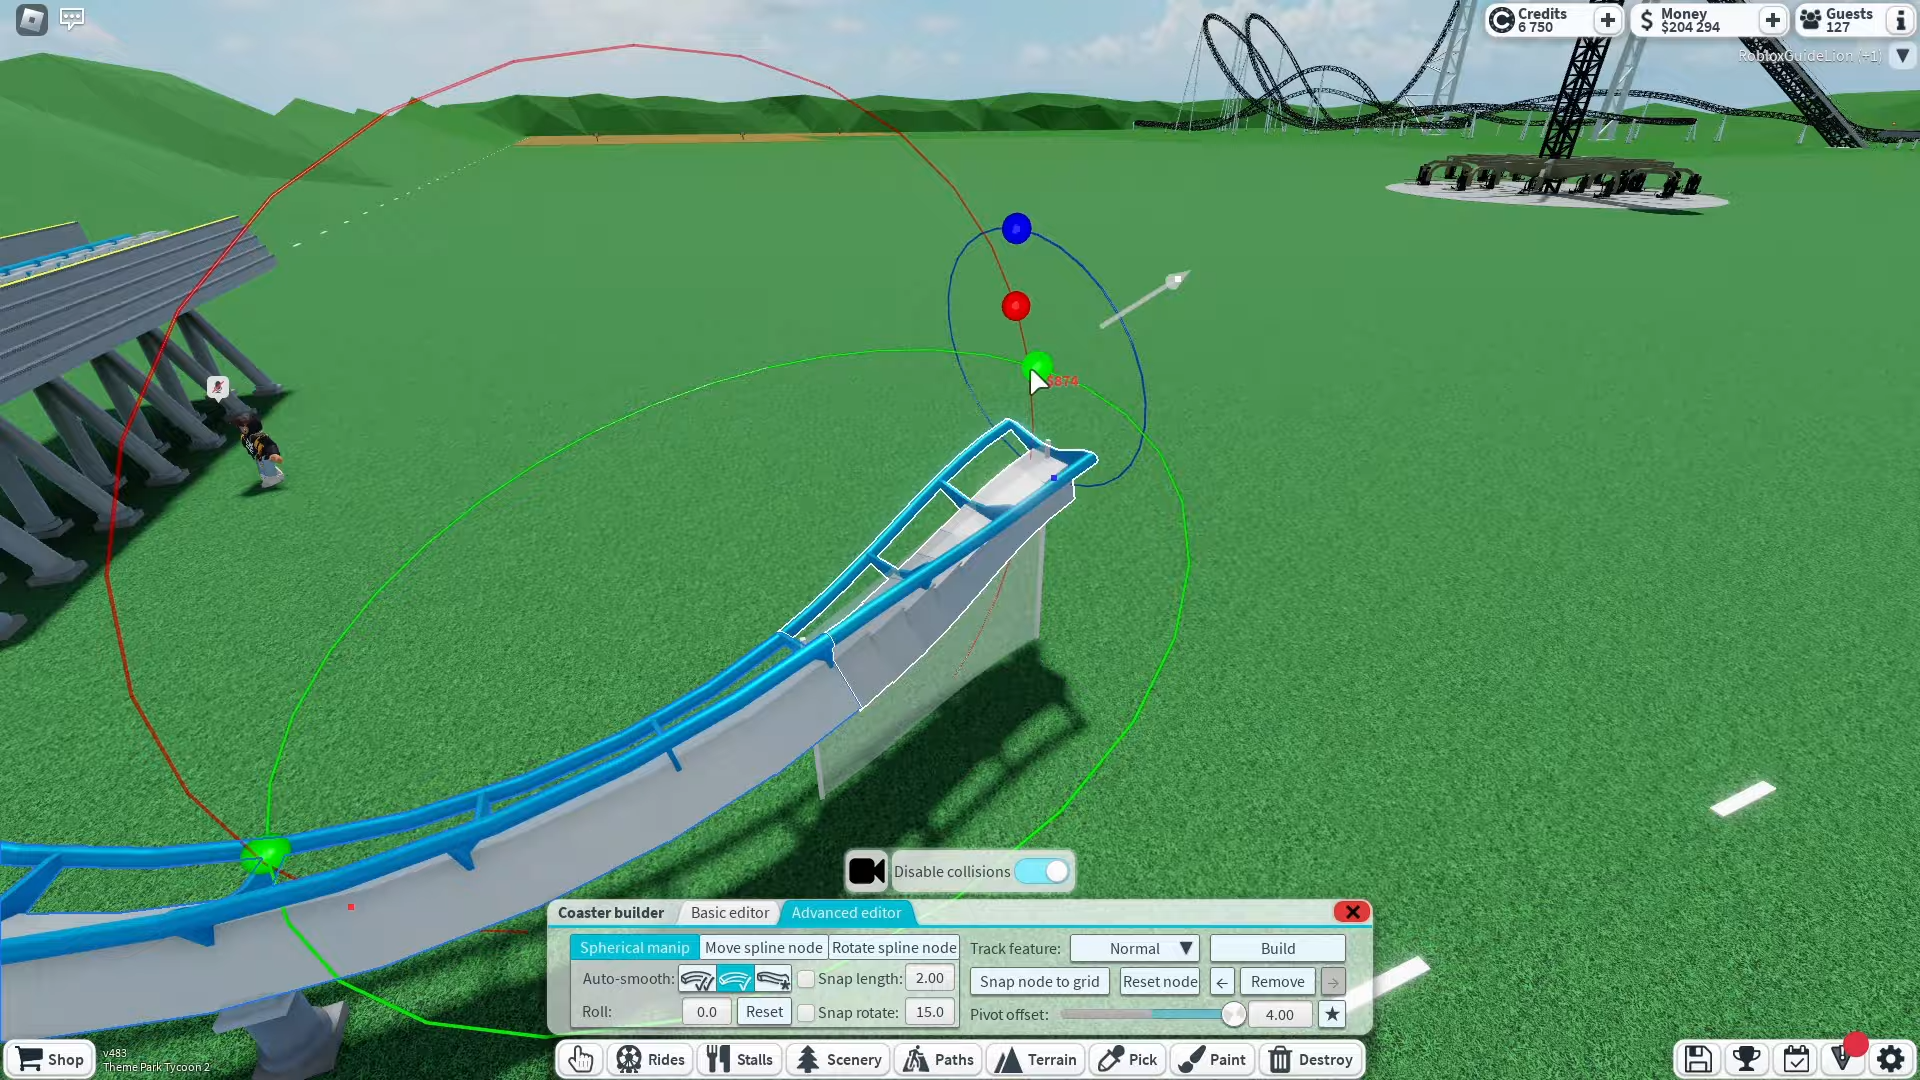 Credits
6 750
Money
$204 294
Guests
127
RobloxGuideLion (=1)
$874
Disable collisions
Coaster builder
Basic editor
Advanced editor
Spherical manip
Move spline node
Rotate spline node
Track feature:
Normal
Build
Auto-smooth:
Snap length:
2.00
Snap node to grid
Reset node
←
Remove
→
Roll:
0.0
Reset
Snap rotate:
15.0
Pivot offset:
4.00
Shop
v483
Theme Park Tycoon 2
Rides
Stalls
Scenery
Paths
Terrain
Pick
Paint
Destroy